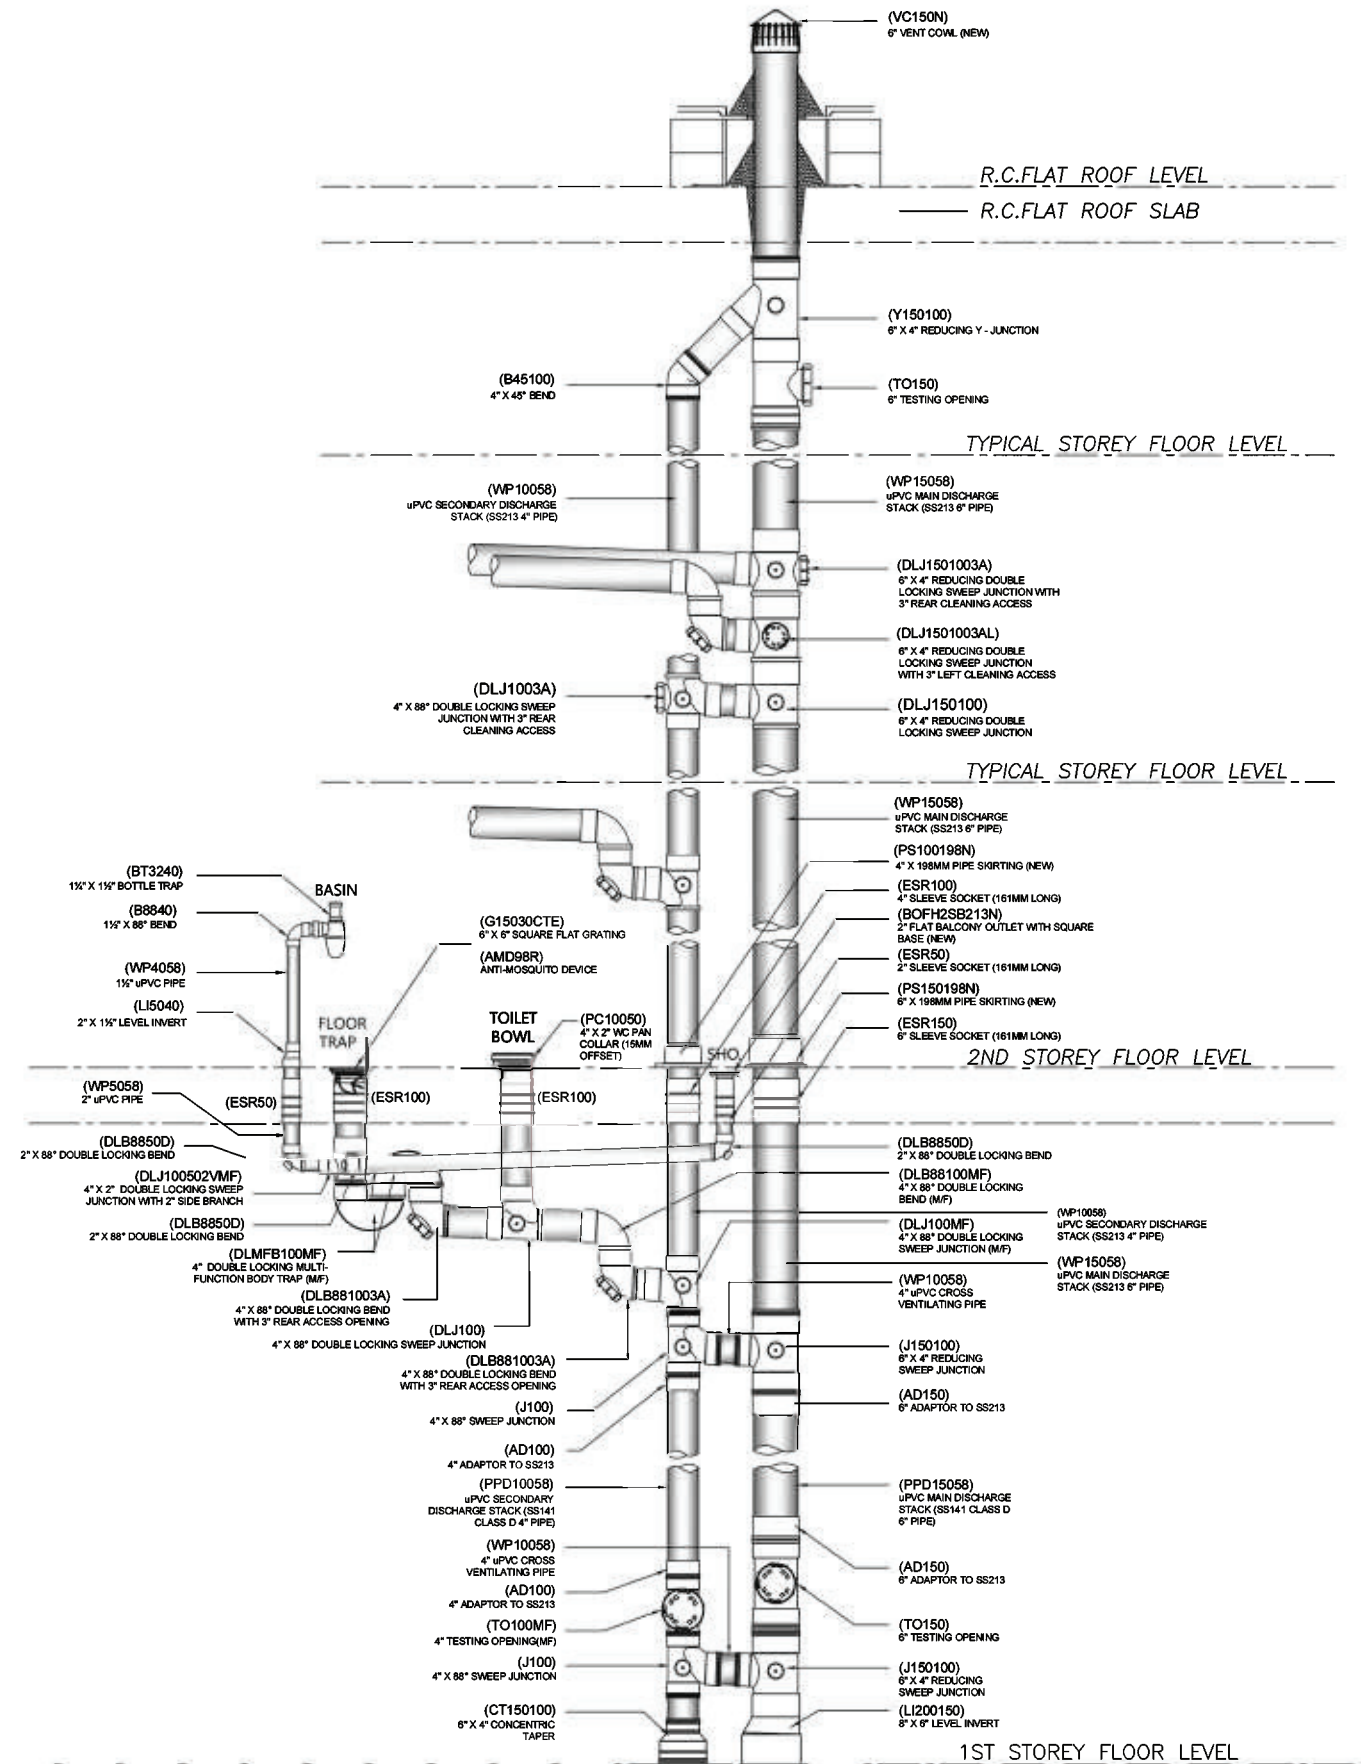 (VC150N)
6" VENT COWL (NEW)
R.C.FLAT ROOF LEVEL
R.C.FLAT ROOF SLAB
(Y150100)
6" X 4" REDUCING Y - JUNCTION
(B45100)
4" X 45° BEND
(TO150)
6" TESTING OPENING
TYPICAL STOREY FLOOR LEVEL
(WP10058)
uPVC SECONDARY DISCHARGE
STACK (SS213 4" PIPE)
(WP15058)
uPVC MAIN DISCHARGE
STACK (SS213 6" PIPE)
(DLJ1501003A)
6" X 4" REDUCING DOUBLE
LOCKING SWEEP JUNCTION WITH
3" REAR CLEANING ACCESS
(DLJ1501003AL)
6" X 4" REDUCING DOUBLE
LOCKING SWEEP JUNCTION
WITH 3" LEFT CLEANING ACCESS
(DLJ1003A)
4" X 88° DOUBLE LOCKING SWEEP
JUNCTION WITH 3" REAR
CLEANING ACCESS
(DLJ150100)
6" X 4" REDUCING DOUBLE
LOCKING SWEEP JUNCTION
TYPICAL STOREY FLOOR LEVEL
(WP15058)
uPVC MAIN DISCHARGE
STACK (SS213 6" PIPE)
(PS100198N)
4" X 198MM PIPE SKIRTING (NEW)
(ESR100)
4" SLEEVE SOCKET (161MM LONG)
(BOFH2SB213N)
2" FLAT BALCONY OUTLET WITH SQUARE
BASE (NEW)
(ESR50)
2" SLEEVE SOCKET (161MM LONG)
(PS150198N)
6" X 198MM PIPE SKIRTING (NEW)
(ESR150)
6" SLEEVE SOCKET (161MM LONG)
(BT3240)
1¼" X 1½" BOTTLE TRAP
BASIN
(B8840)
1½" X 88° BEND
(G15030CTE)
6" X 6" SQUARE FLAT GRATING
(AMD98R)
ANTI-MOSQUITO DEVICE
(WP4058)
1½" uPVC PIPE
(LI5040)
2" X 1½" LEVEL INVERT
FLOOR
TRAP
TOILET
BOWL
(PC10050)
4" X 2" WC PAN
COLLAR (15MM
OFFSET)
SHO
2ND STOREY FLOOR LEVEL
(WP5058)
2" uPVC PIPE
(ESR50)
(ESR100)
(ESR100)
(DLB8850D)
2" X 88° DOUBLE LOCKING BEND
(DLJ100502VMF)
4" X 2" DOUBLE LOCKING SWEEP
JUNCTION WITH 2" SIDE BRANCH
(DLB8850D)
2" X 88° DOUBLE LOCKING BEND
(DLMFB100MF)
4" DOUBLE LOCKING MULTI-
FUNCTION BODY TRAP (M/F)
(DLB881003A)
4" X 88° DOUBLE LOCKING BEND
WITH 3" REAR ACCESS OPENING
(DLJ100)
4" X 88° DOUBLE LOCKING SWEEP JUNCTION
(DLB881003A)
4" X 88° DOUBLE LOCKING BEND
WITH 3" REAR ACCESS OPENING
(J100)
4" X 88° SWEEP JUNCTION
(AD100)
4" ADAPTOR TO SS213
(DLB8850D)
2" X 88° DOUBLE LOCKING BEND
(DLB88100MF)
4" X 88° DOUBLE LOCKING
BEND (M/F)
(WP10058)
uPVC SECONDARY DISCHARGE
STACK (SS213 4" PIPE)
(DLJ100MF)
4" X 88° DOUBLE LOCKING
SWEEP JUNCTION (M/F)
(WP15058)
uPVC MAIN DISCHARGE
STACK (SS213 6" PIPE)
(WP10058)
4" uPVC CROSS
VENTILATING PIPE
(J150100)
6" X 4" REDUCING
SWEEP JUNCTION
(AD150)
6" ADAPTOR TO SS213
(PPD10058)
uPVC SECONDARY
DISCHARGE STACK (SS141
CLASS D 4" PIPE)
(PPD15058)
uPVC MAIN DISCHARGE
STACK (SS141 CLASS D
6" PIPE)
(WP10058)
4" uPVC CROSS
VENTILATING PIPE
(AD150)
6" ADAPTOR TO SS213
(AD100)
4" ADAPTOR TO SS213
(TO100MF)
4" TESTING OPENING(MF)
(TO150)
6" TESTING OPENING
(J100)
4" X 88° SWEEP JUNCTION
(J150100)
6" X 4" REDUCING
SWEEP JUNCTION
(CT150100)
6" X 4" CONCENTRIC
TAPER
(LI200150)
8" X 6" LEVEL INVERT
1ST STOREY FLOOR LEVEL